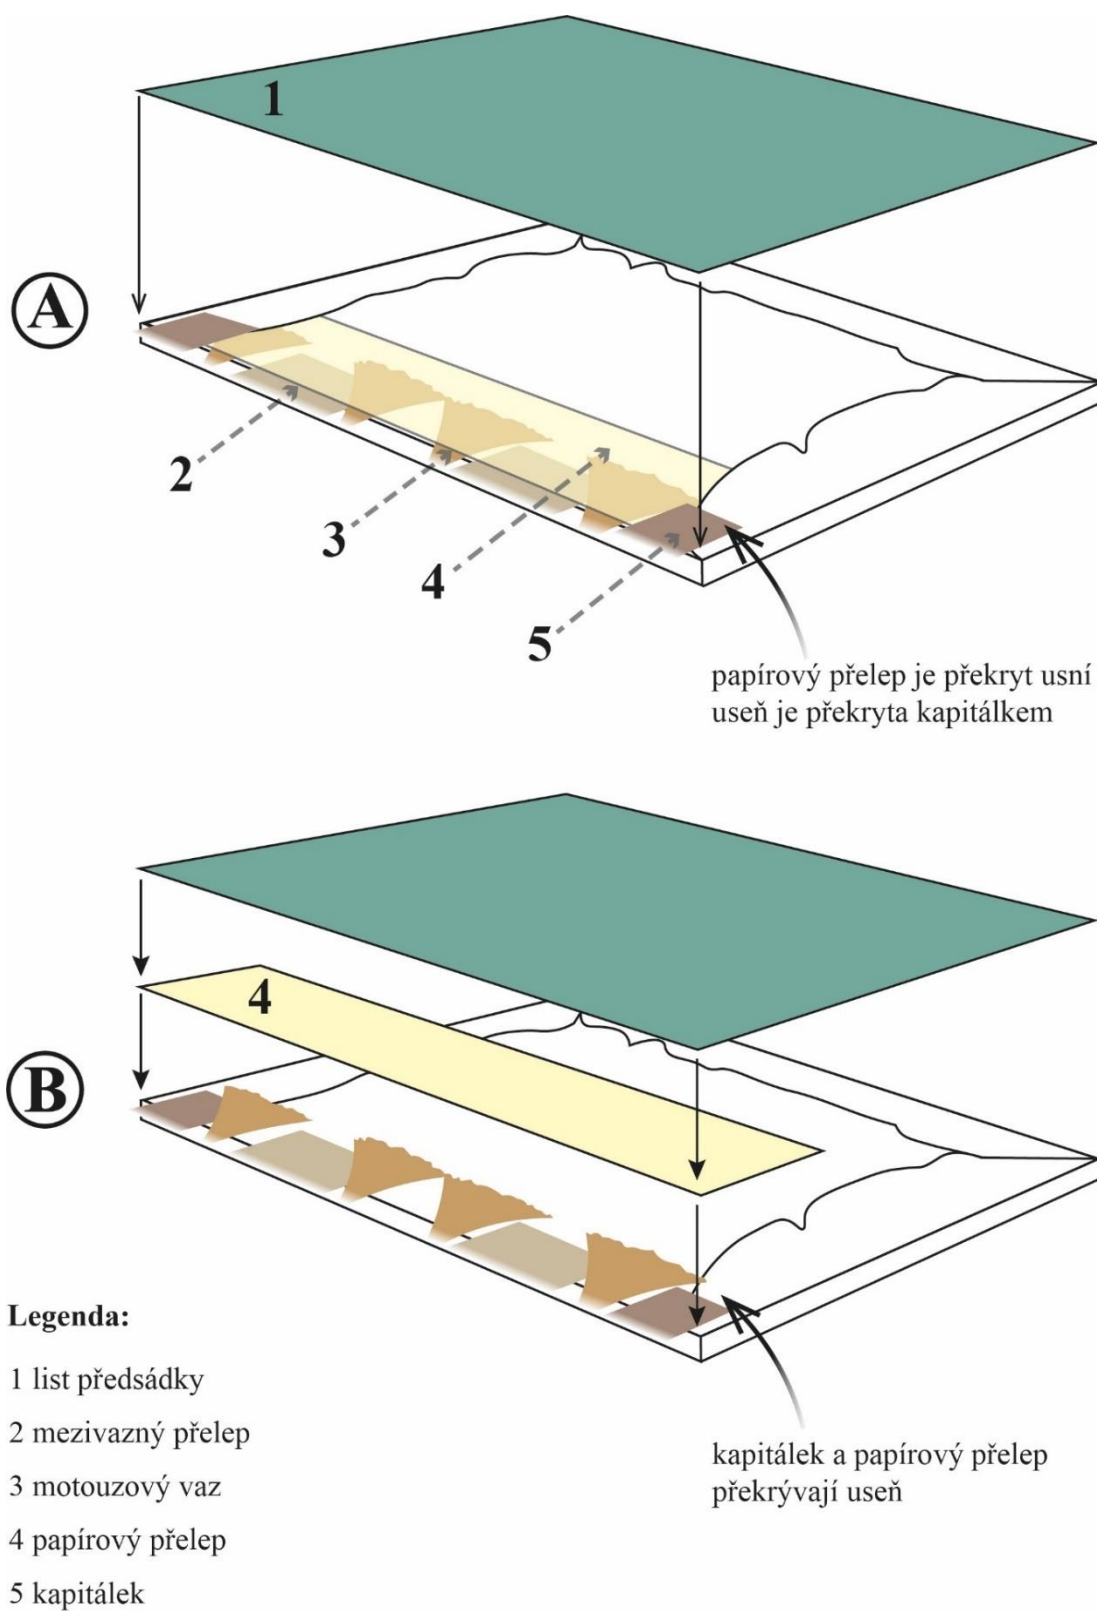 1
A
2
3
4
5
papírový přelep je překryt usní
useň je překryta kapitálkem
4
B
Legenda:
1 list předsádky
2 mezivazný přelep
3 motouzový vaz
4 papírový přelep
5 kapitálek
kapitálek a papírový přelep
překrývají useň